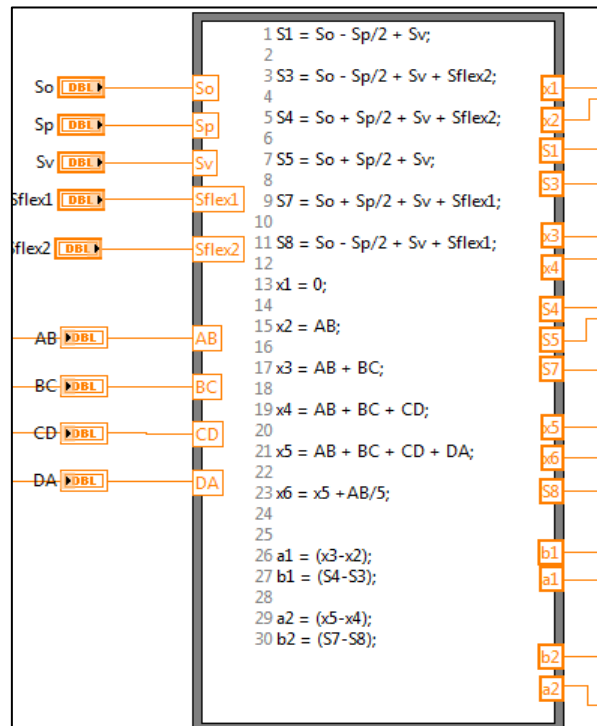 1 S1 = So - Sp/2 + Sv;
2
3 S3 = So - Sp/2 + Sv + Sflex2;
4
5 S4 = So + Sp/2 + Sv + Sflex2;
6
7 S5 = So + Sp/2 + Sv;
8
9 S7 = So + Sp/2 + Sv + Sflex1;
10
11 S8 = So - Sp/2 + Sv + Sflex1;
12
13 x1 = 0;
14
15 x2 = AB;
16
17 x3 = AB + BC;
18
19 x4 = AB + BC + CD;
20
21 x5 = AB + BC + CD + DA;
22
23 x6 = x5 +AB/5;
24
25
26 a1 = (x3-x2);
27 b1 = (S4-S3);
28
29 a2 = (x5-x4);
30 b2 = (S7-S8);
So DBL So
Sp DBL Sp
Sv DBL Sv
Sflex1 DBL Sflex1
Sflex2 DBL Sflex2
AB DBL AB
BC DBL BC
CD DBL CD
DA DBL DA
x1
x2
S1
S3
x3
x4
S4
S5
S7
x5
x6
S8
b1
a1
b2
a2